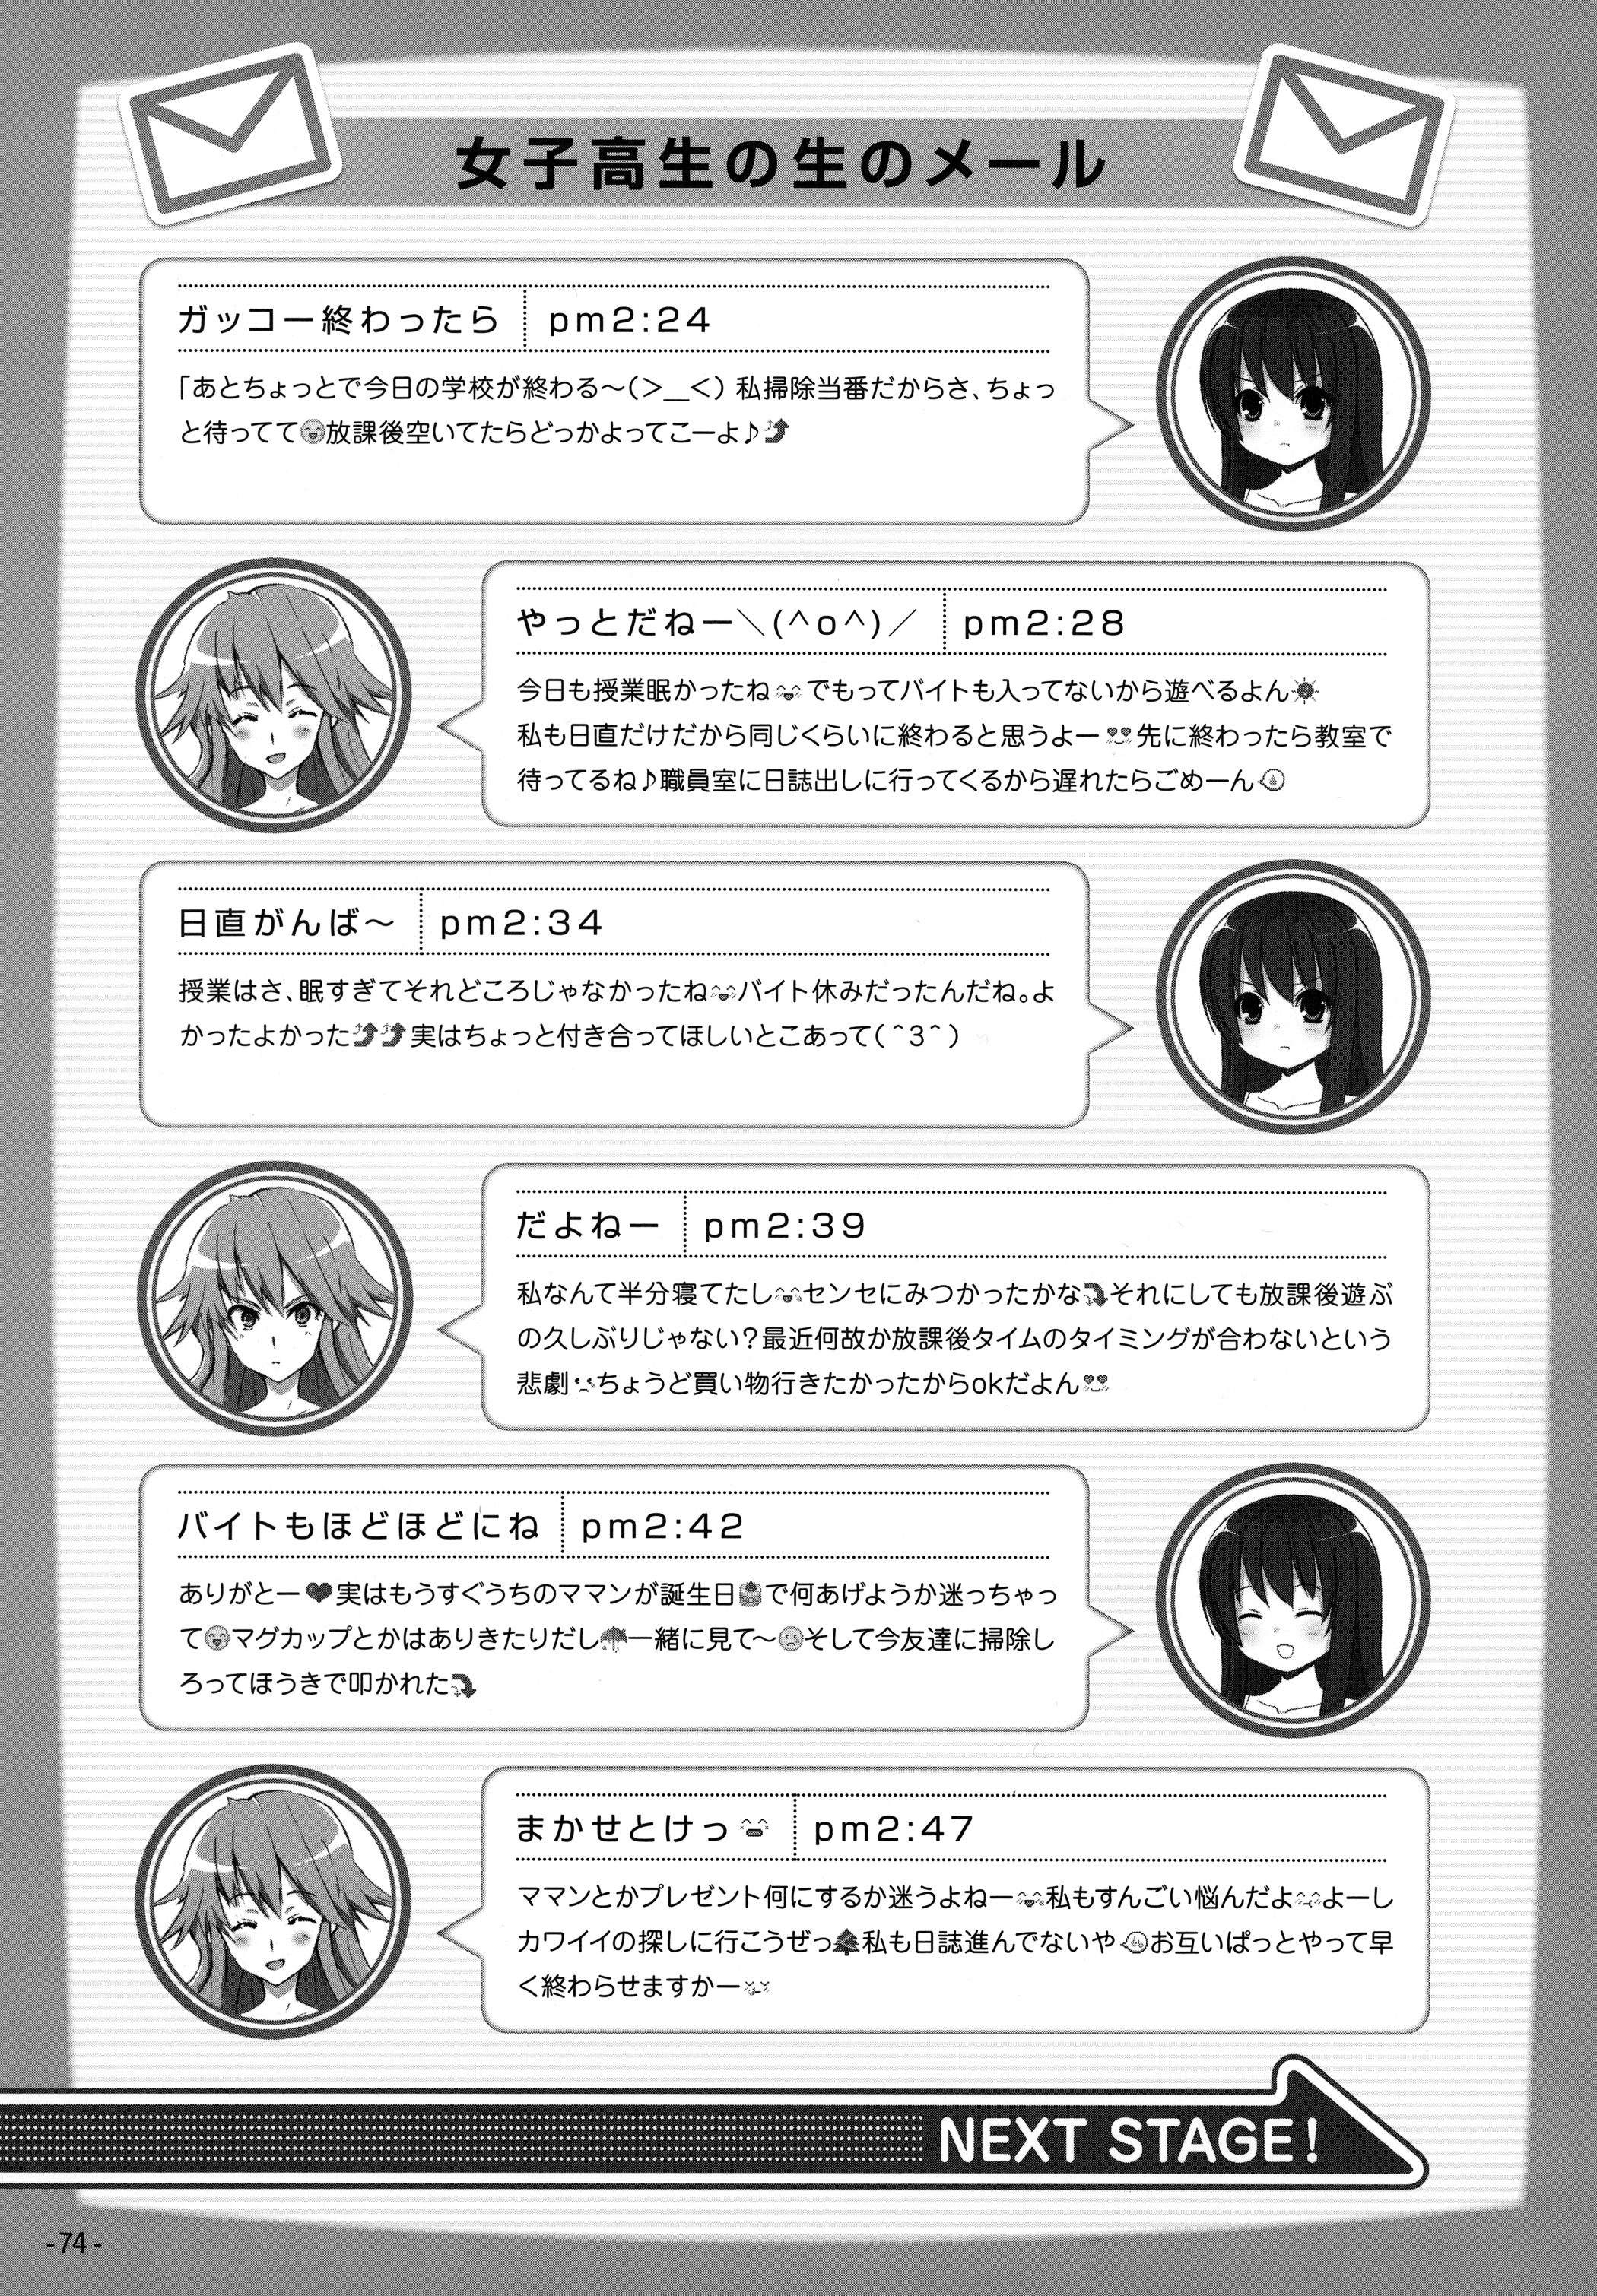 女子高生の生のメール
ガッコー終わったら pm2:24
「あとちょっとで今日の学校が終わる～(＞__＜) 私掃除当番だからさ、ちょっ
と待ってて放課後空いてたらどっかよってこーよ♪
やっとだねー＼(^o^)／ pm2:28
今日も授業眠かったねでもってバイトも入ってないから遊べるよん
私も日直だけだから同じくらいに終わると思うよー先に終わったら教室で
待ってるね♪職員室に日誌出しに行ってくるから遅れたらごめーん
日直がんば～ pm2:34
授業はさ、眠すぎてそれどころじゃなかったねバイト休みだったんだね。よ
かったよかった実はちょっと付き合ってほしいとこあって(＾3＾)
だよねー pm2:39
私なんて半分寝てたしセンセにみつかったかなそれにしても放課後遊ぶ
の久しぶりじゃない？最近何故か放課後タイムのタイミングが合わないという
悲劇ちょうど買い物行きたかったからokだよん
バイトもほどほどにね pm2:42
ありがとー実はもうすぐうちのママンが誕生日で何あげようか迷っちゃっ
てマグカップとかはありきたりだし一緒に見て～そして今友達に掃除し
ろってほうきで叩かれた
まかせとけっ pm2:47
ママンとかプレゼント何にするか迷うよねー私もすんごい悩んだよよーし
カワイイの探しに行こうぜっ私も日誌進んでないやお互いぱっとやって早
く終わらせますかー
NEXT STAGE!
-74-